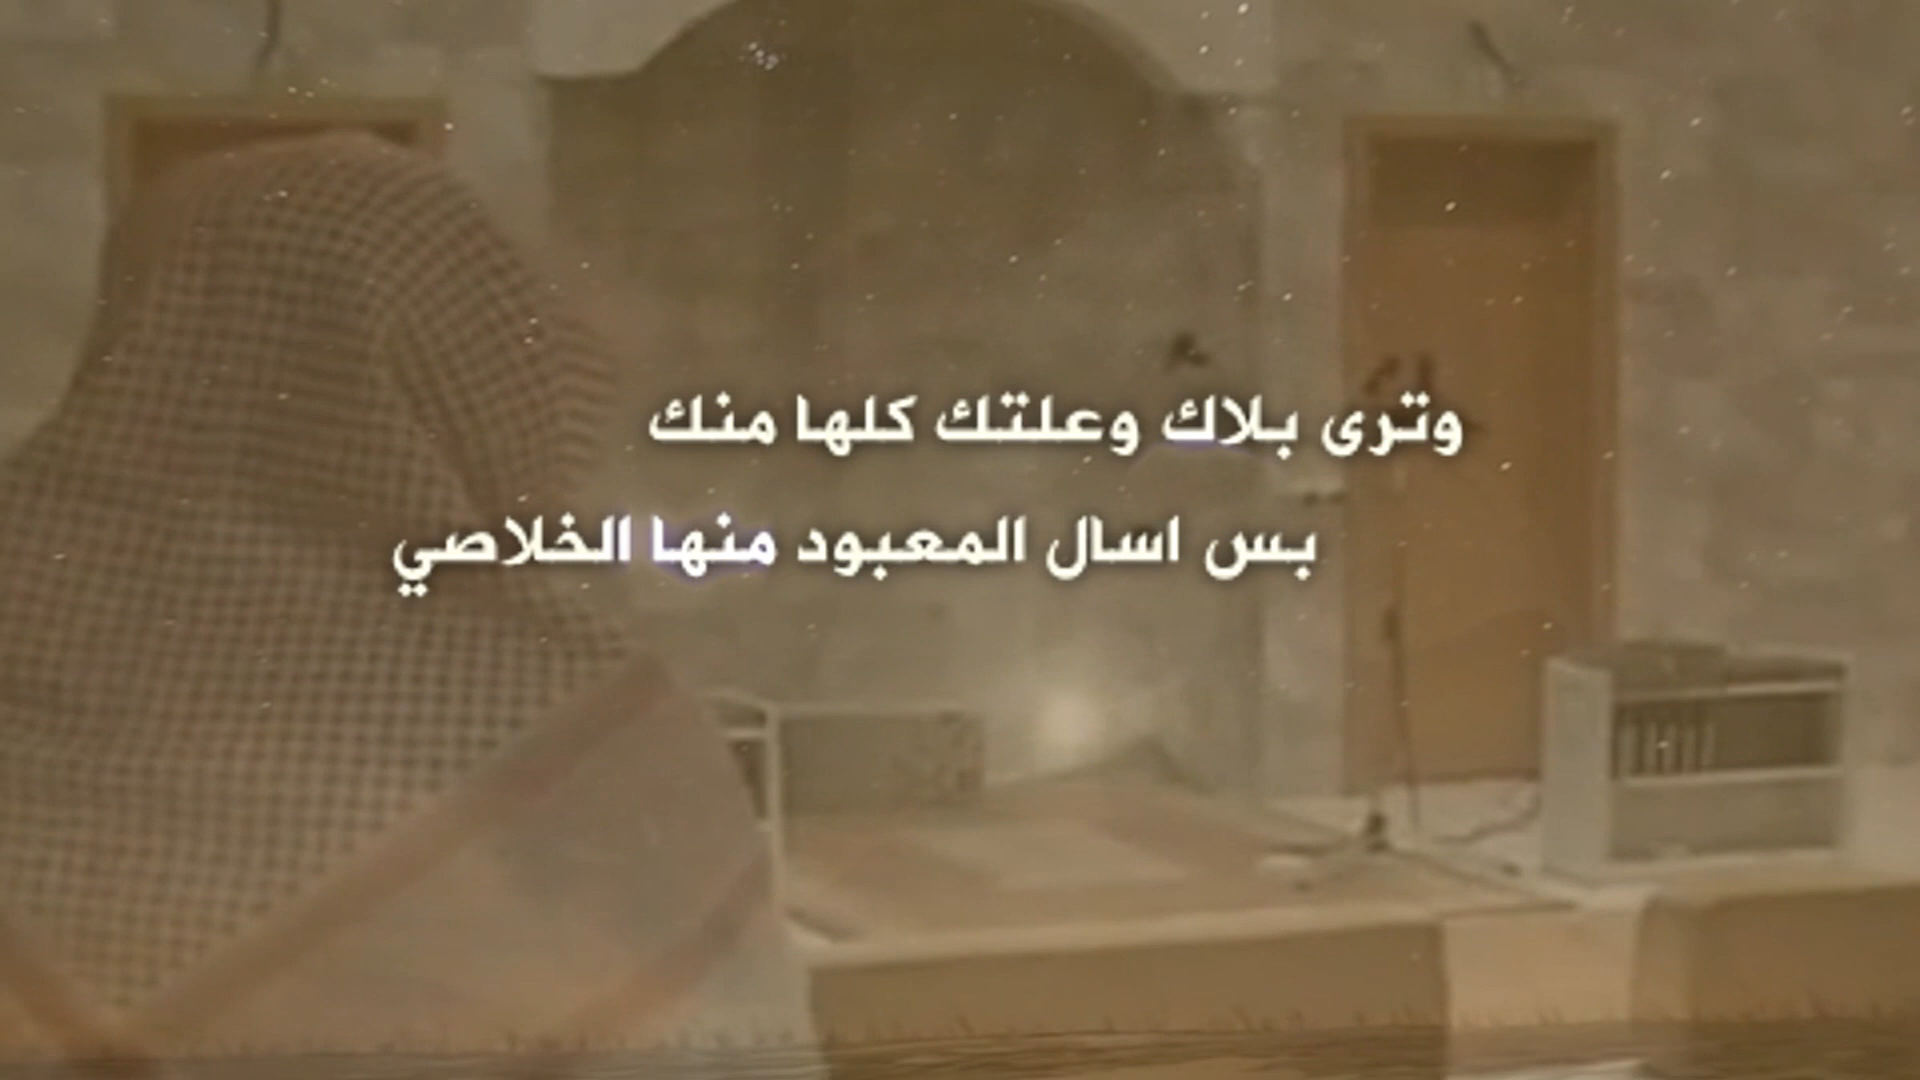 وترى بلاك وعلتك كلها منك
بس اسال المعبود منها الخلاصي